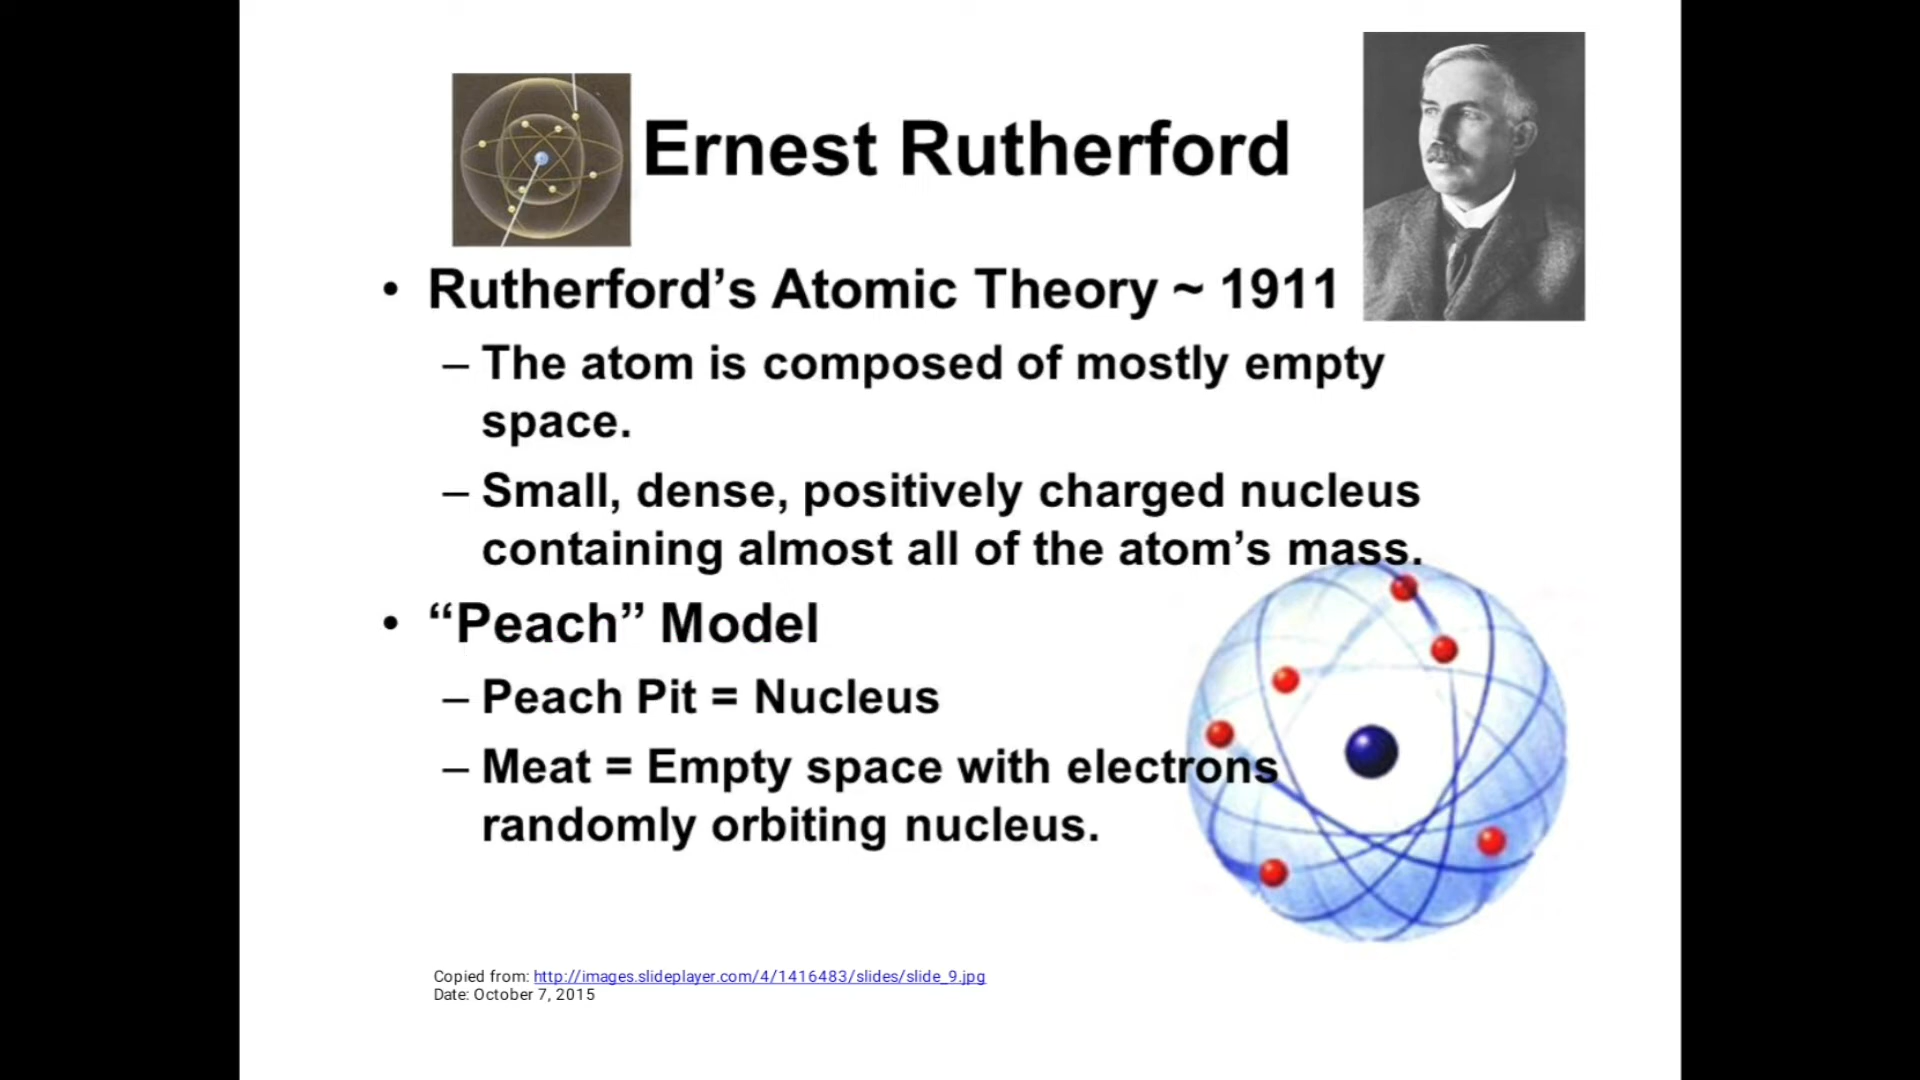 Ernest Rutherford
• Rutherford’s Atomic Theory ~ 1911
– The atom is composed of mostly empty
space.
– Small, dense, positively charged nucleus
containing almost all of the atom’s mass.
• “Peach” Model
– Peach Pit = Nucleus
– Meat = Empty space with electrons
randomly orbiting nucleus.
Copied from: http://images.slideplayer.com/4/1416483/slides/slide_9.jpg
Date: October 7, 2015